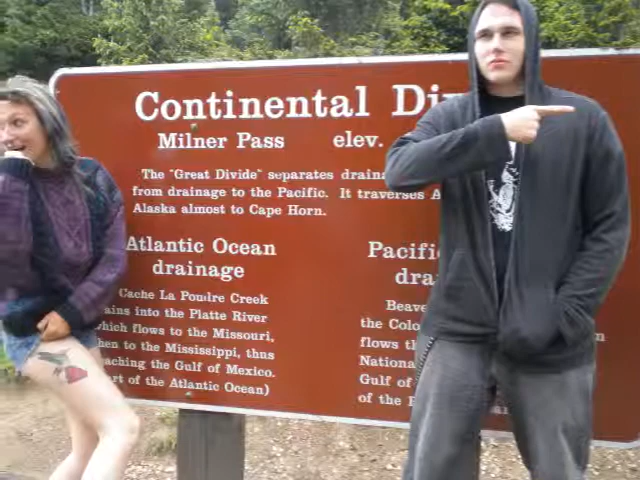 Continental Di
Milner Pass elev.
The "Great Divide" separates drain
from drainage to the Pacific. It traverses A
Alaska almost to Cape Horn.
Atlantic Ocean
drainage
Cache La Poudre Creek
ains into the Platte River
which flows to the Missouri,
hen to the Mississippi, thus
aching the Gulf of Mexico.
rt of the Atlantic Ocean)
Pacific
dra
Beave
the Colo
flows th
Nationa
Gulf of
of the P